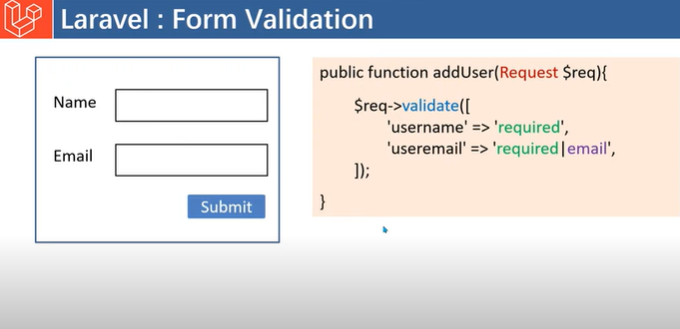 Laravel : Form Validation
Name
Email
Submit
public function addUser(Request $req){
$req->validate([
'username' => 'required',
'useremail' => 'required|email',
]);
}